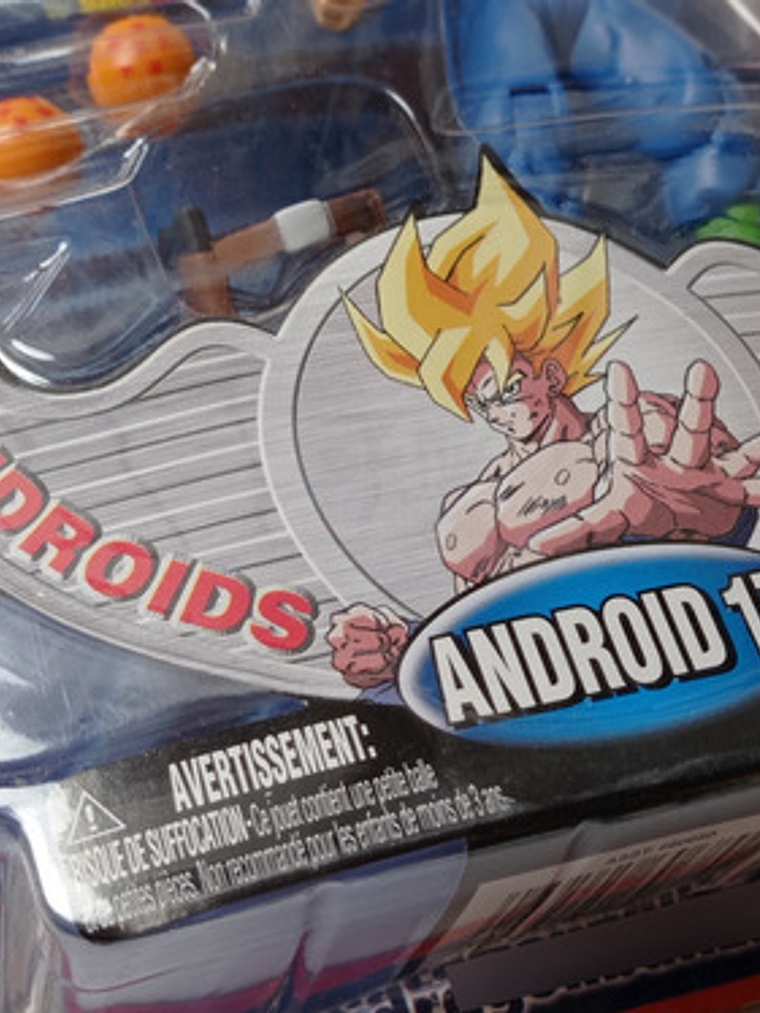 DROIDS
ANDROID 17
AVERTISSEMENT:
RISQUE DE SUFFOCATION-Ce jouet contient une petite balle
petites pièces. Non recommandé pour les enfants de moins de 3 ans.